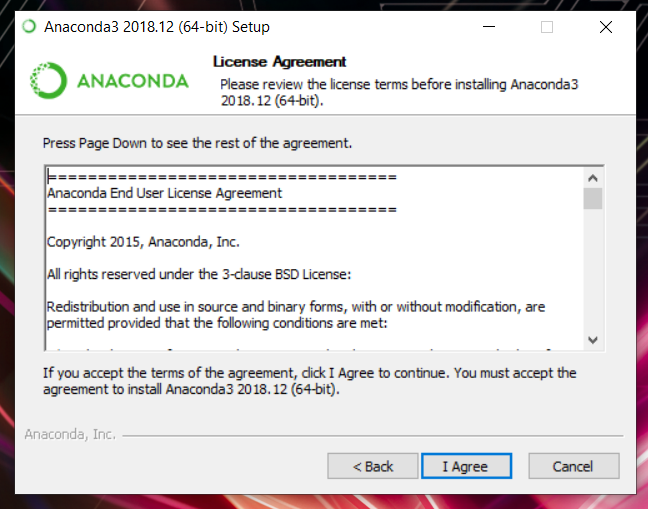 Anaconda3 2018.12 (64-bit) Setup
ANACONDA
License Agreement
Please review the license terms before installing Anaconda3
2018.12 (64-bit).
Press Page Down to see the rest of the agreement.
===================================
Anaconda End User License Agreement
===================================
Copyright 2015, Anaconda, Inc.
All rights reserved under the 3-clause BSD License:
Redistribution and use in source and binary forms, with or without modification, are
permitted provided that the following conditions are met:
If you accept the terms of the agreement, click I Agree to continue. You must accept the
agreement to install Anaconda3 2018.12 (64-bit).
Anaconda, Inc.
< Back
I Agree
Cancel